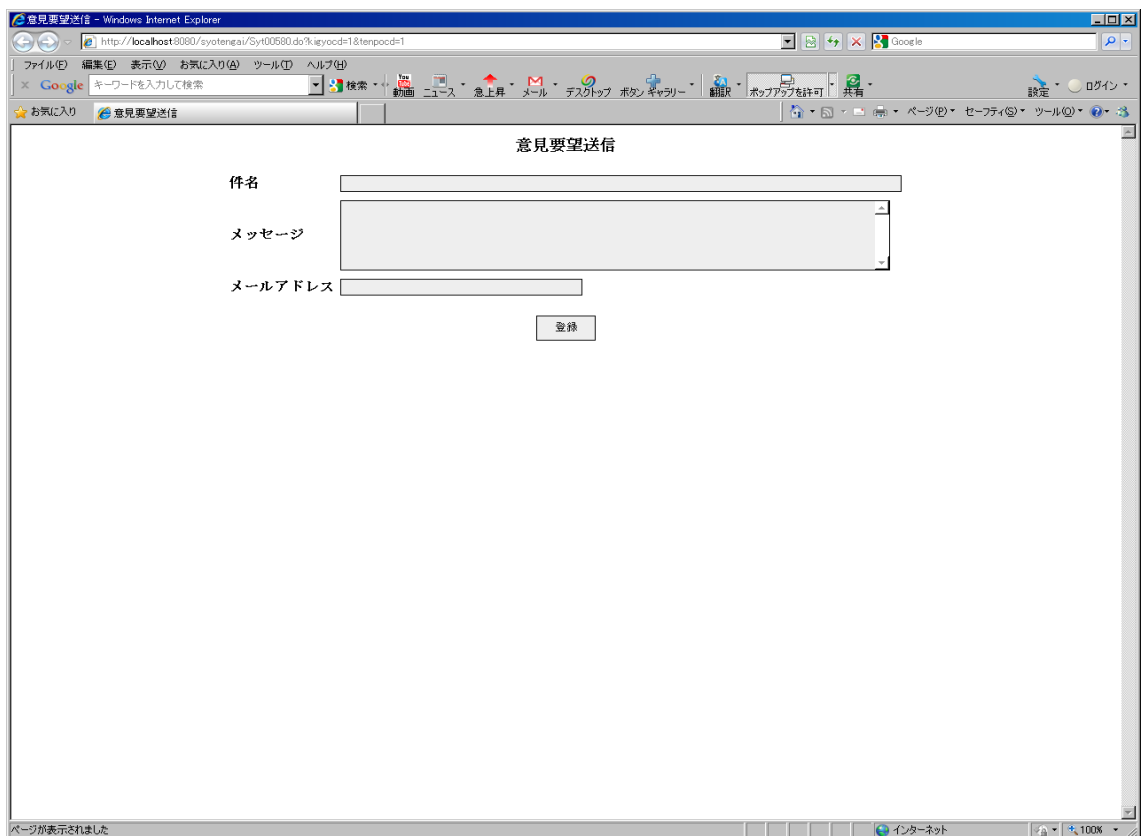 意見要望送信 - Windows Internet Explorer
http://localhost:8080/syotengai/Syt00580.do?kigyocd=1&tenpocd=1
Google
ファイル(F) 編集(E) 表示(V) お気に入り(A) ツール(T) ヘルプ(H)
Google キーワードを入力して検索 検索 You 動画 ニュース 急上昇 メール デスクトップ ボタン ギャラリー 翻訳 ポップアップを許可 共有 設定 ログイン
お気に入り 意見要望送信 ページ(P) セーフティ(S) ツール(O)
意見要望送信
件名
メッセージ
メールアドレス
登録
ページが表示されました インターネット 100%